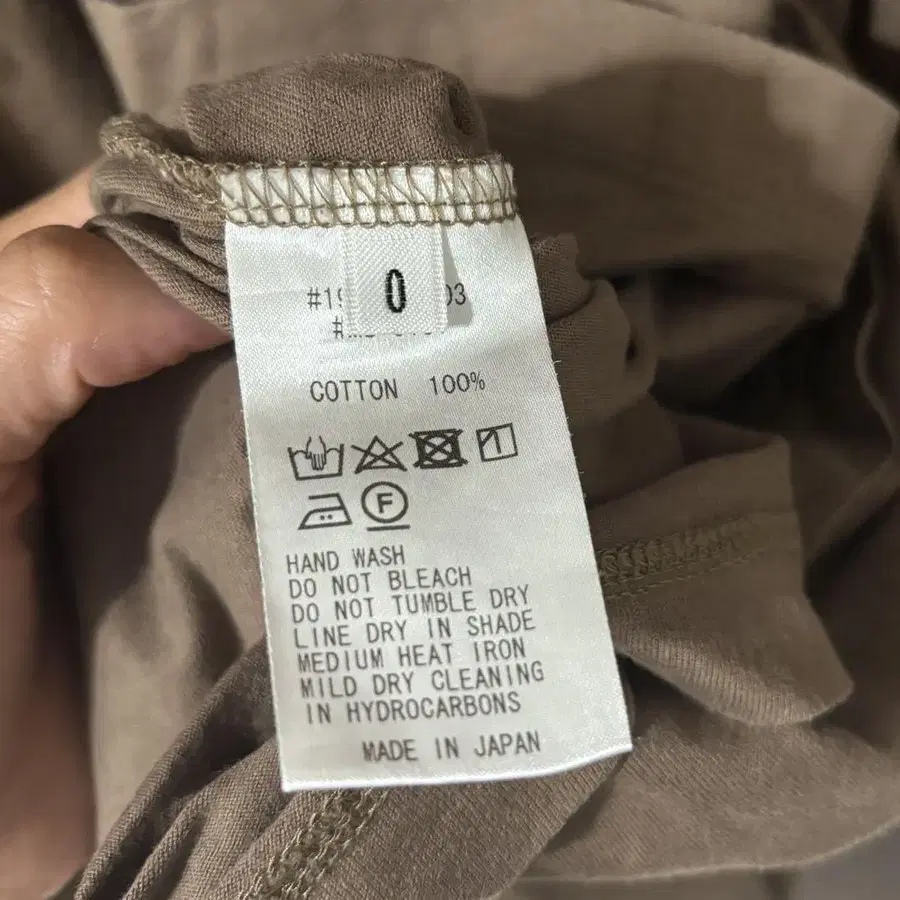 0
COTTON 100%
F
HAND WASH
DO NOT BLEACH
DO NOT TUMBLE DRY
LINE DRY IN SHADE
MEDIUM HEAT IRON
MILD DRY CLEANING
IN HYDROCARBONS
MADE IN JAPAN